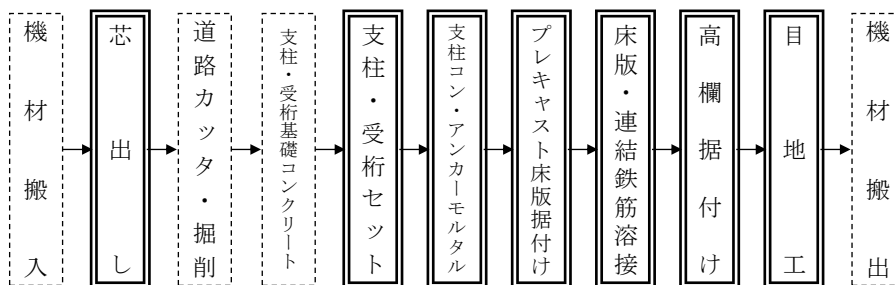 機材搬入
芯出し
道路カッタ・掘削
支柱・受桁基礎コンクリート
支柱・受桁セット
支柱コン・アンカーモルタル
プレキャスト床版据付け
床版・連結鉄筋溶接
高欄据付け
目地工
機材搬出